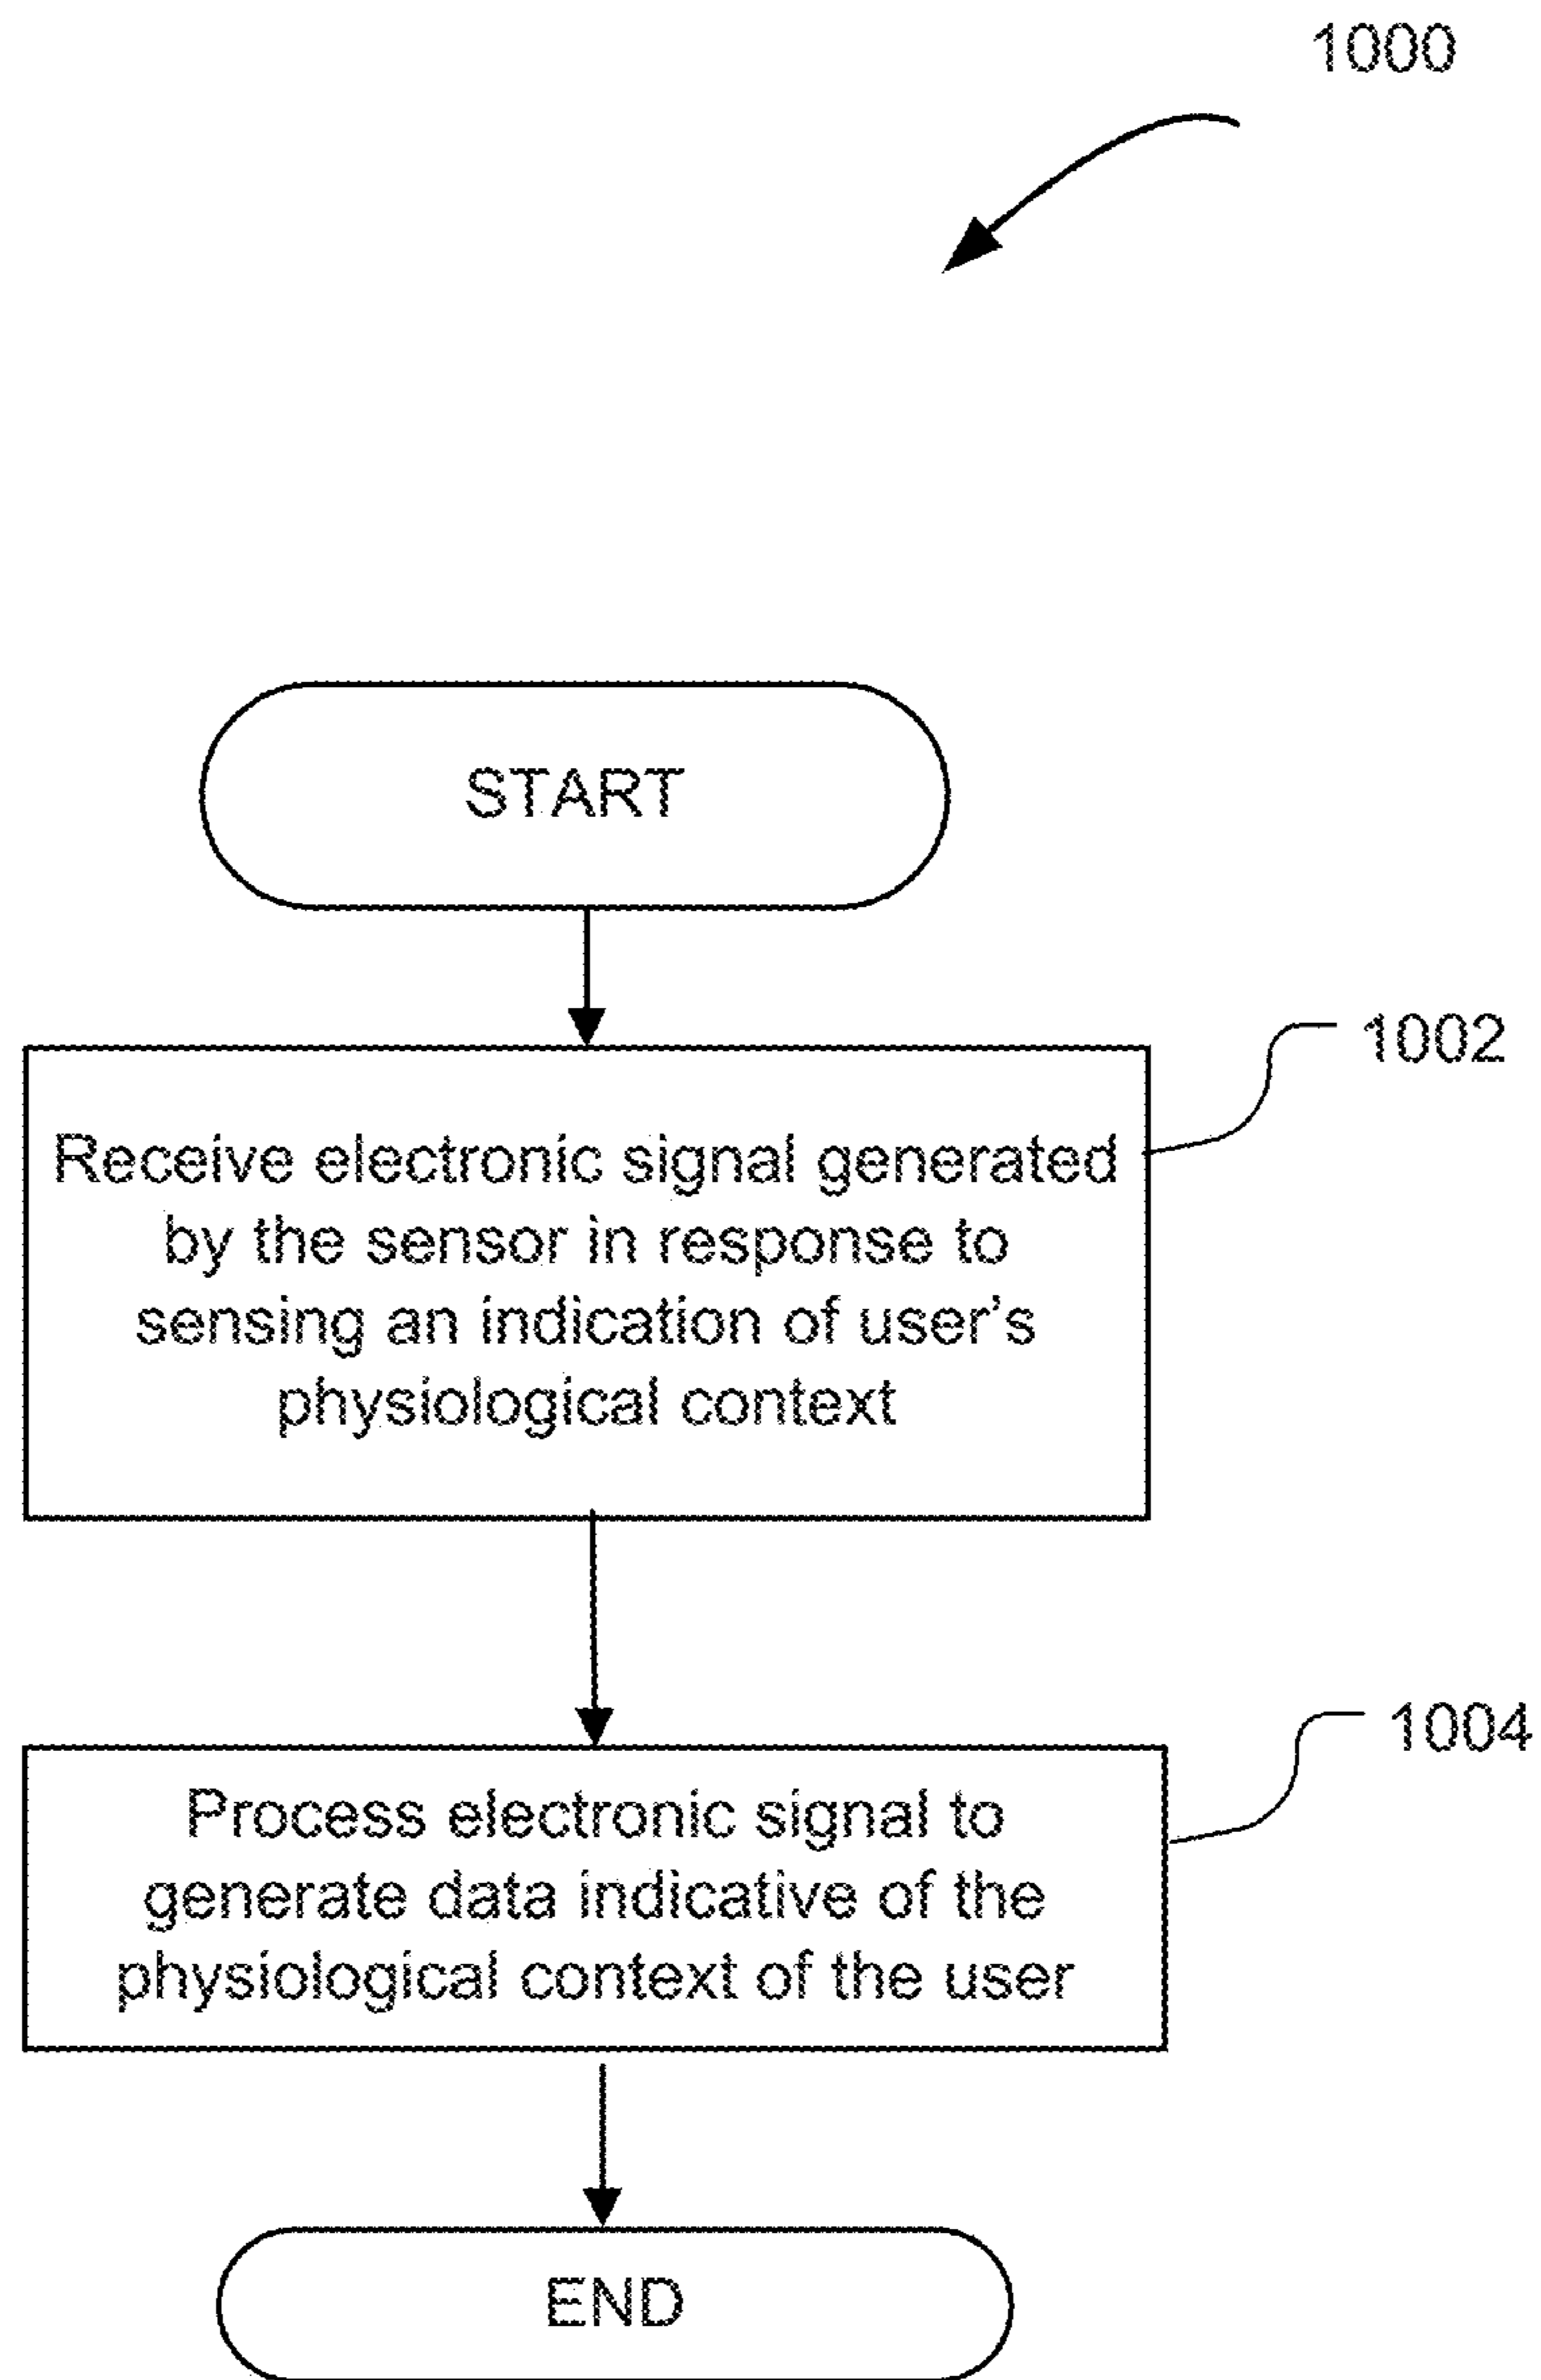 1000
START
1002
Receive electronic signal generated
by the sensor in response to
sensing an indication of user's
physiological context
1004
Process electronic signal to
generate data indicative of the
physiological context of the user
END